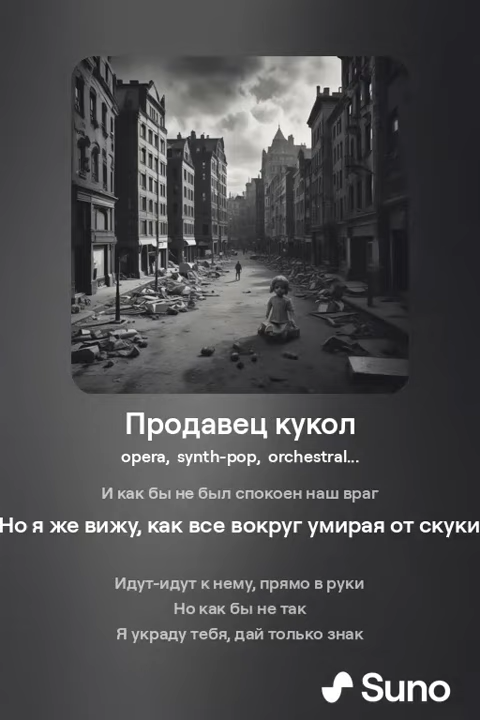 Продавец кукол
opera, synth-pop, orchestral...
И как бы не был спокоен наш враг
Но я же вижу, как все вокруг умирая от скуки
Идут-идут к нему, прямо в руки
Но как бы не так
Я украду тебя, дай только знак
Suno